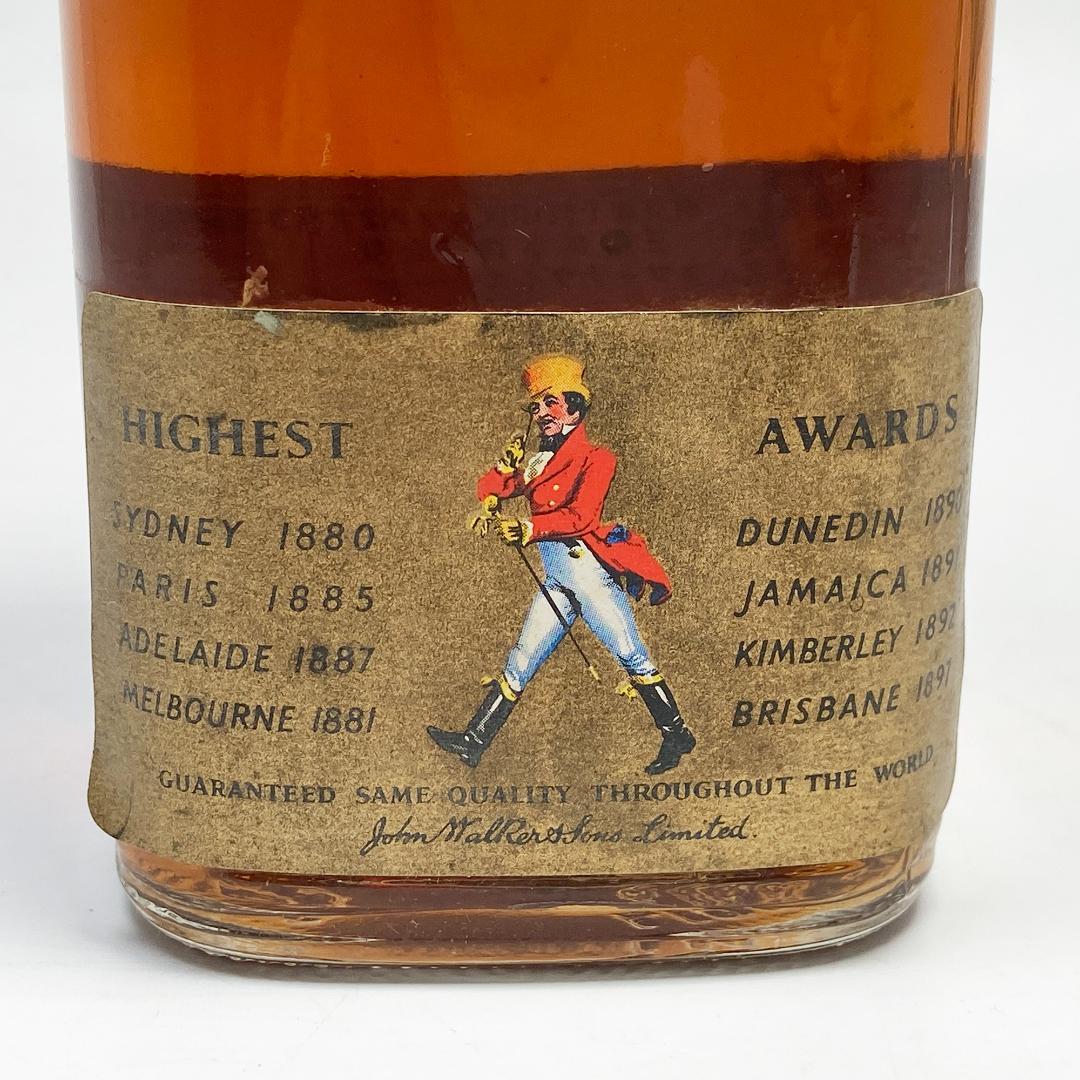 HIGHEST AWARDS
SYDNEY 1880
PARIS 1885
ADELAIDE 1887
MELBOURNE 1881
DUNEDIN 1890
JAMAICA 1891
KIMBERLEY 1892
BRISBANE 1897
GUARANTEED SAME QUALITY THROUGHOUT THE WORLD
John Walker & Sons Limited.